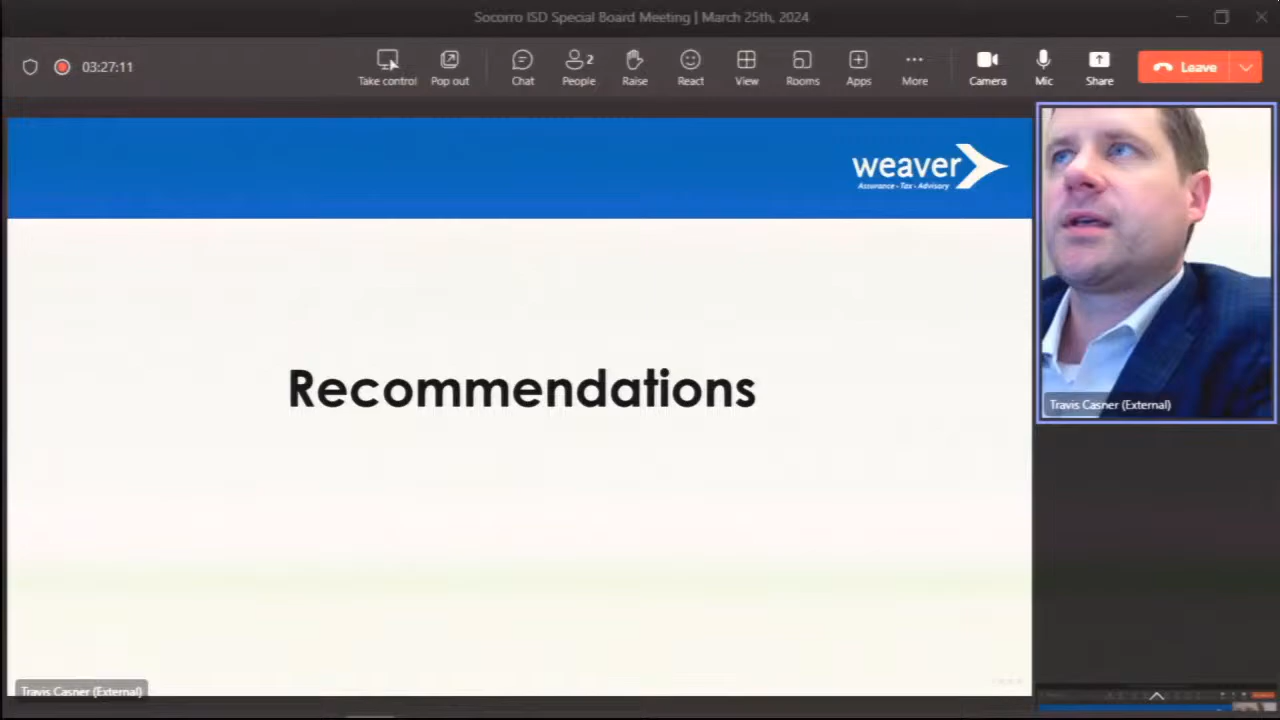 Socorro ISD Special Board Meeting | March 25th, 2024
03:27:11
Take control
Pop out
Chat
2
People
Raise
React
View
Rooms
Apps
More
Camera
Mic
Share
Leave
weaver
Assurance • Tax • Advisory
Recommendations
Travis Casner (External)
Travis Casner (External)